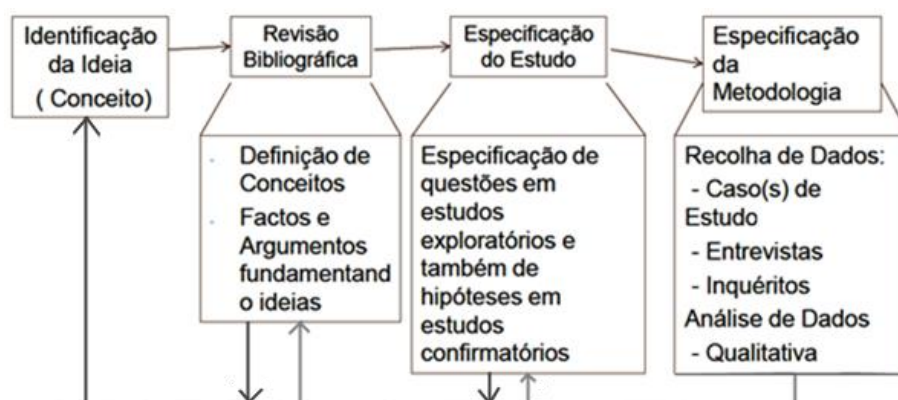 Identificação
da Ideia
( Conceito)
Revisão
Bibliográfica
Especificação
do Estudo
Especificação
da
Metodologia
. Definição de
Conceitos
. Factos e
Argumentos
fundamentand
o ideias
Especificação de
questões em
estudos
exploratórios e
também de
hipóteses em
estudos
confirmatórios
Recolha de Dados:
- Caso(s) de
Estudo
- Entrevistas
- Inquéritos
Análise de Dados
- Qualitativa